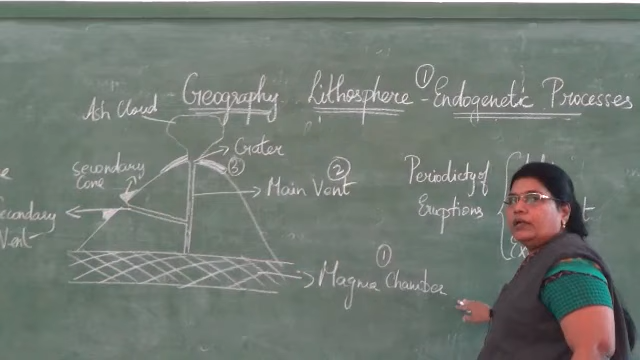 Geography Lithosphere ① - Endogenetic Processes
Ash Cloud
Crater
③
Secondary
Cone
②
Main Vent
Secondary
Vent
Periodicty of
Eruptions
①
Magma Chamber